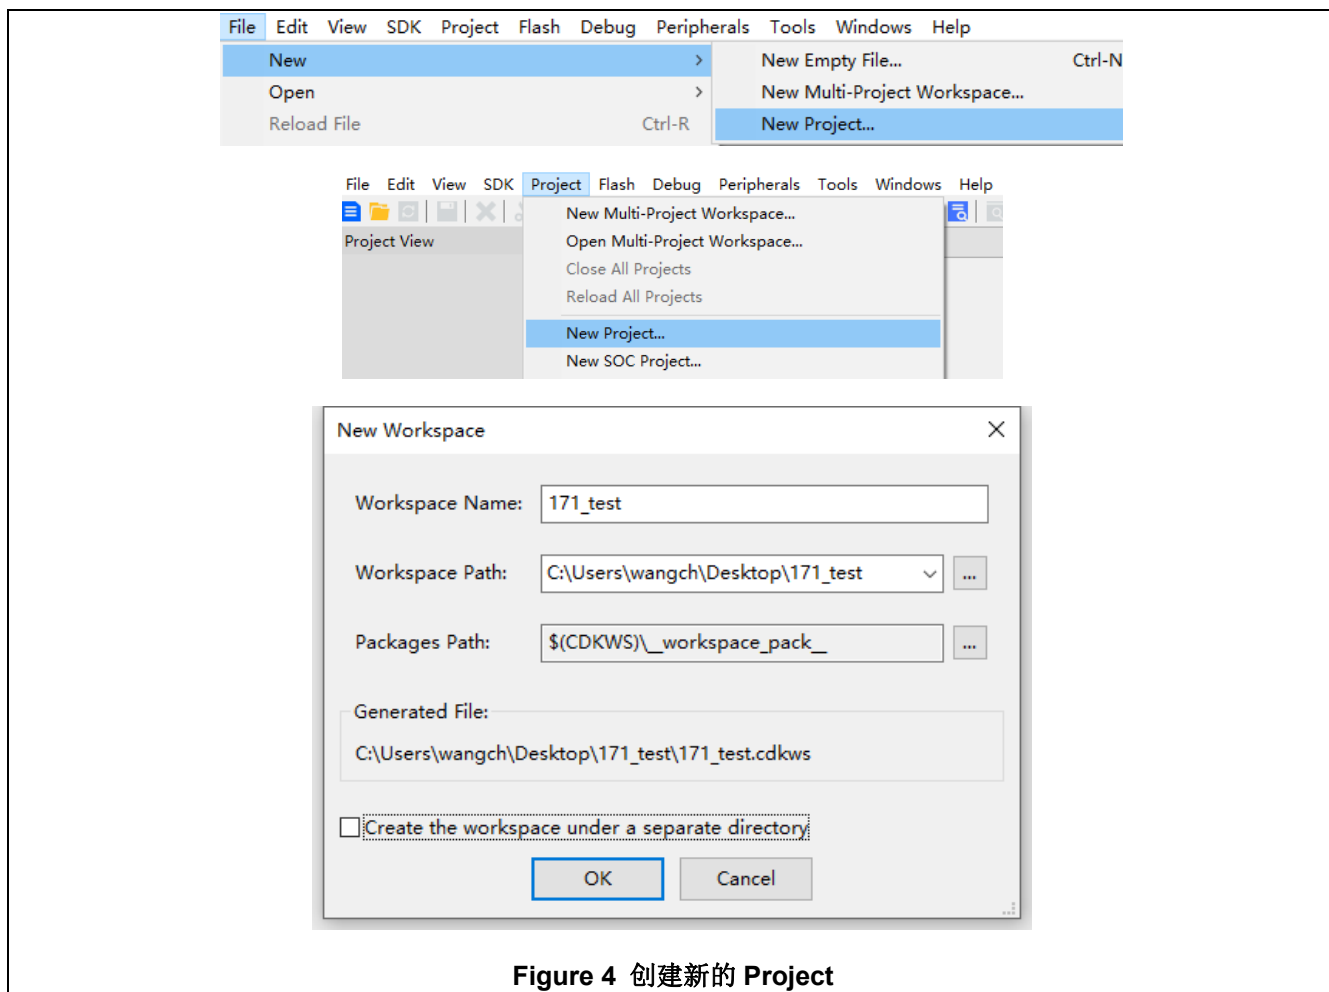 File Edit View SDK Project Flash Debug Peripherals Tools Windows Help
New > New Empty File... Ctrl-N
Open > New Multi-Project Workspace...
Reload File Ctrl-R New Project...
File Edit View SDK Project Flash Debug Peripherals Tools Windows Help
New Multi-Project Workspace...
Project View Open Multi-Project Workspace...
Close All Projects
Reload All Projects
New Project...
New SOC Project...
New Workspace
Workspace Name: 171_test
Workspace Path: C:\Users\wangch\Desktop\171_test ...
Packages Path: $(CDKWS)\__workspace_pack__ ...
Generated File:
C:\Users\wangch\Desktop\171_test\171_test.cdkws
Create the workspace under a separate directory
OK Cancel
Figure 4 创建新的 Project